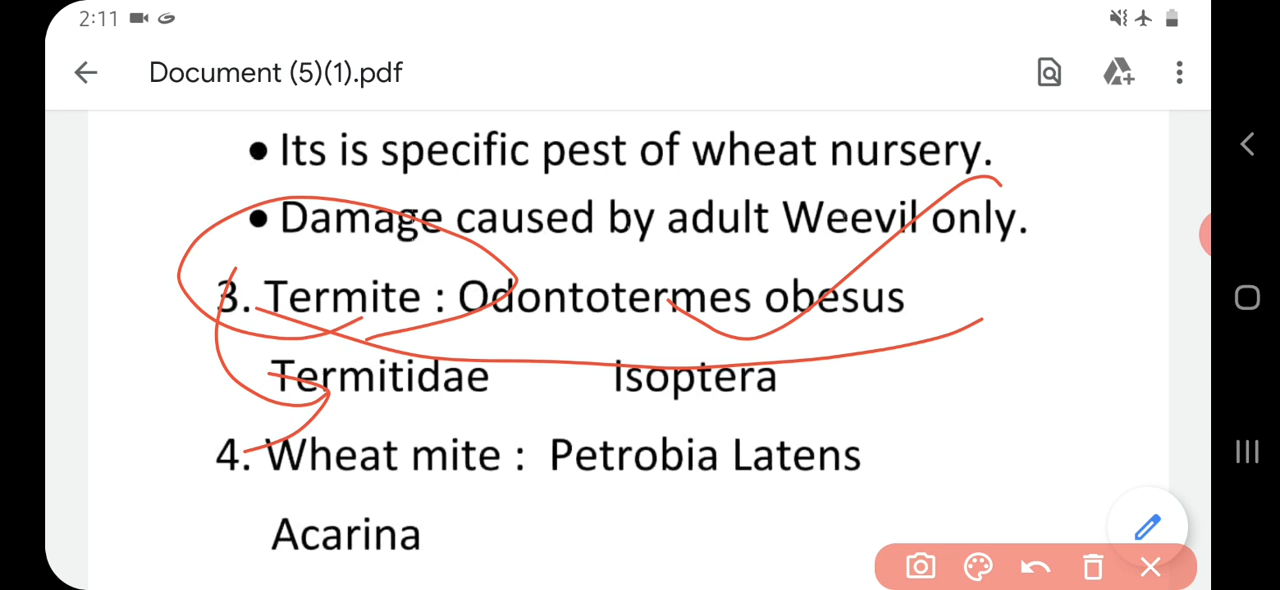 2:11
Document (5)(1).pdf
• Its is specific pest of wheat nursery.
• Damage caused by adult Weevil only.
3. Termite : Odontotermes obesus
Termitidae Isoptera
4. Wheat mite : Petrobia Latens
Acarina